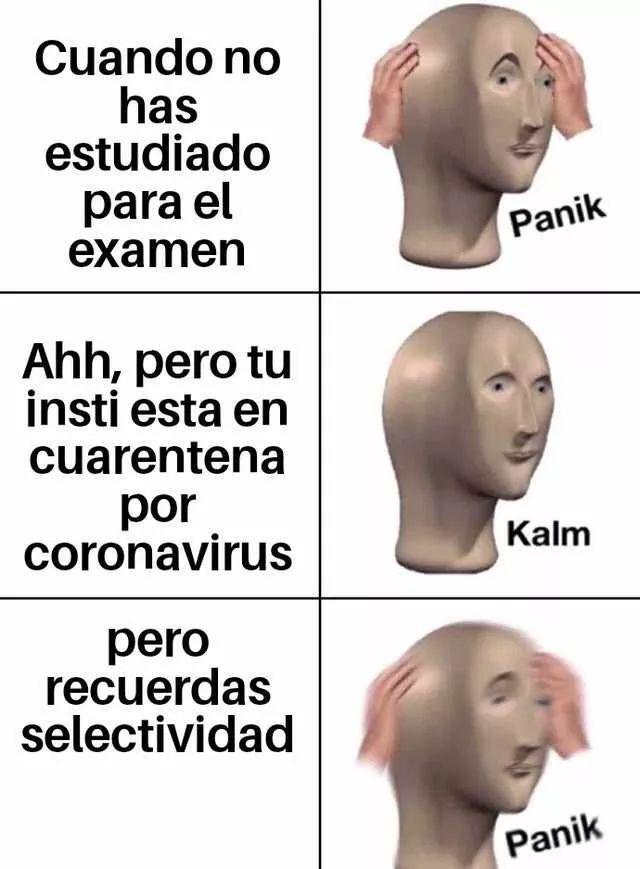 Cuando no
has
estudiado
para el
examen
Panik
Ahh, pero tu
insti esta en
cuarentena
por
coronavirus
Kalm
pero
recuerdas
selectividad
Panik